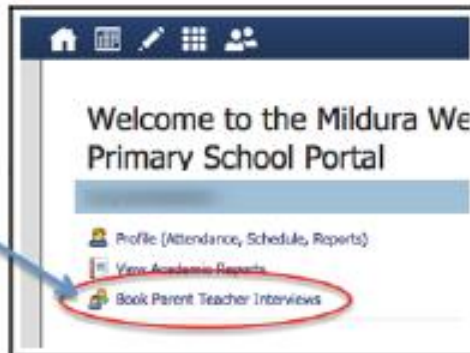 Welcome to the Mildura We
Primary School Portal
Profile (Attendance, Schedule, Reports)
View Academic Reports
Book Parent Teacher Interviews